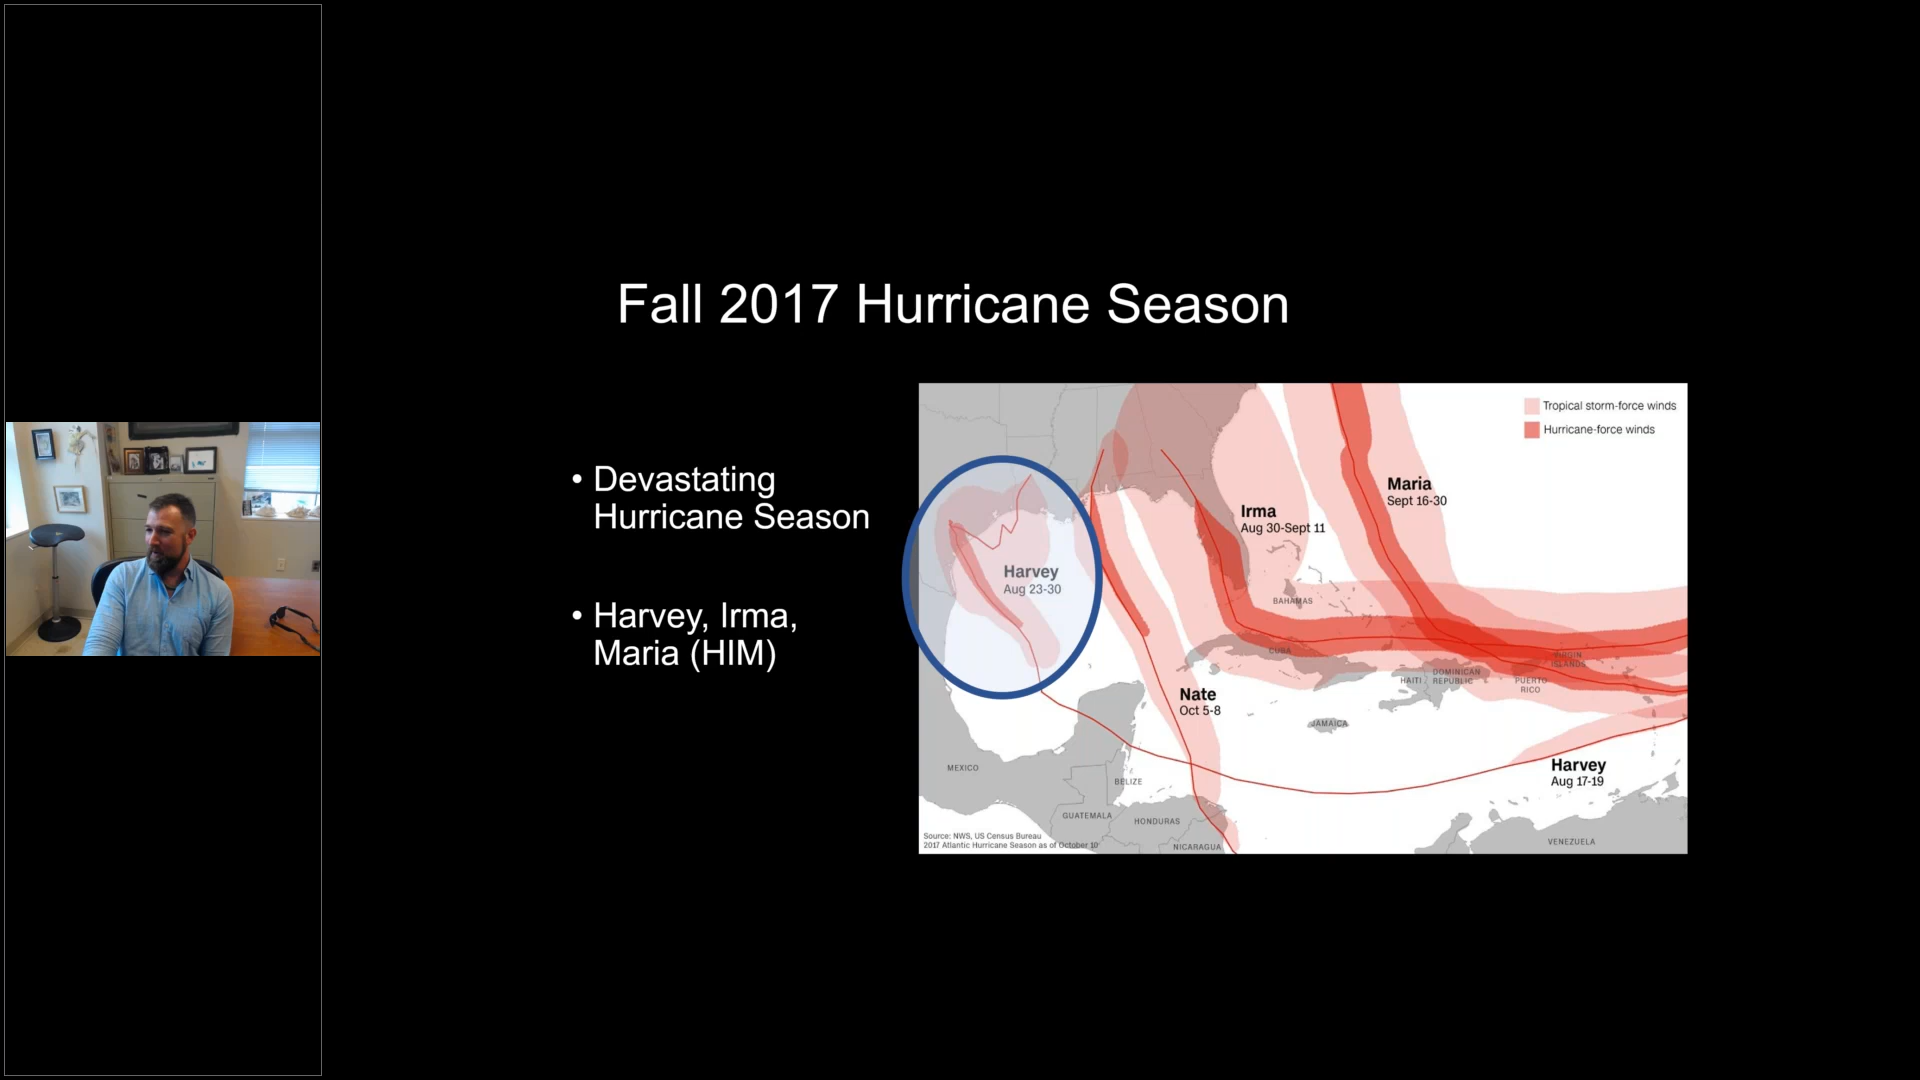 Fall 2017 Hurricane Season
• Devastating
Hurricane Season
• Harvey, Irma,
Maria (HIM)
Tropical storm-force winds
Hurricane-force winds
Maria
Sept 16-30
Irma
Aug 30-Sept 11
Harvey
Aug 23-30
BAHAMAS
CUBA
VIRGIN
ISLANDS
HAITI
DOMINICAN
REPUBLIC
PUERTO
RICO
Nate
Oct 5-8
JAMAICA
MEXICO
BELIZE
Harvey
Aug 17-19
GUATEMALA
HONDURAS
NICARAGUA
VENEZUELA
Source: NWS, US Census Bureau
2017 Atlantic Hurricane Season as of October 10